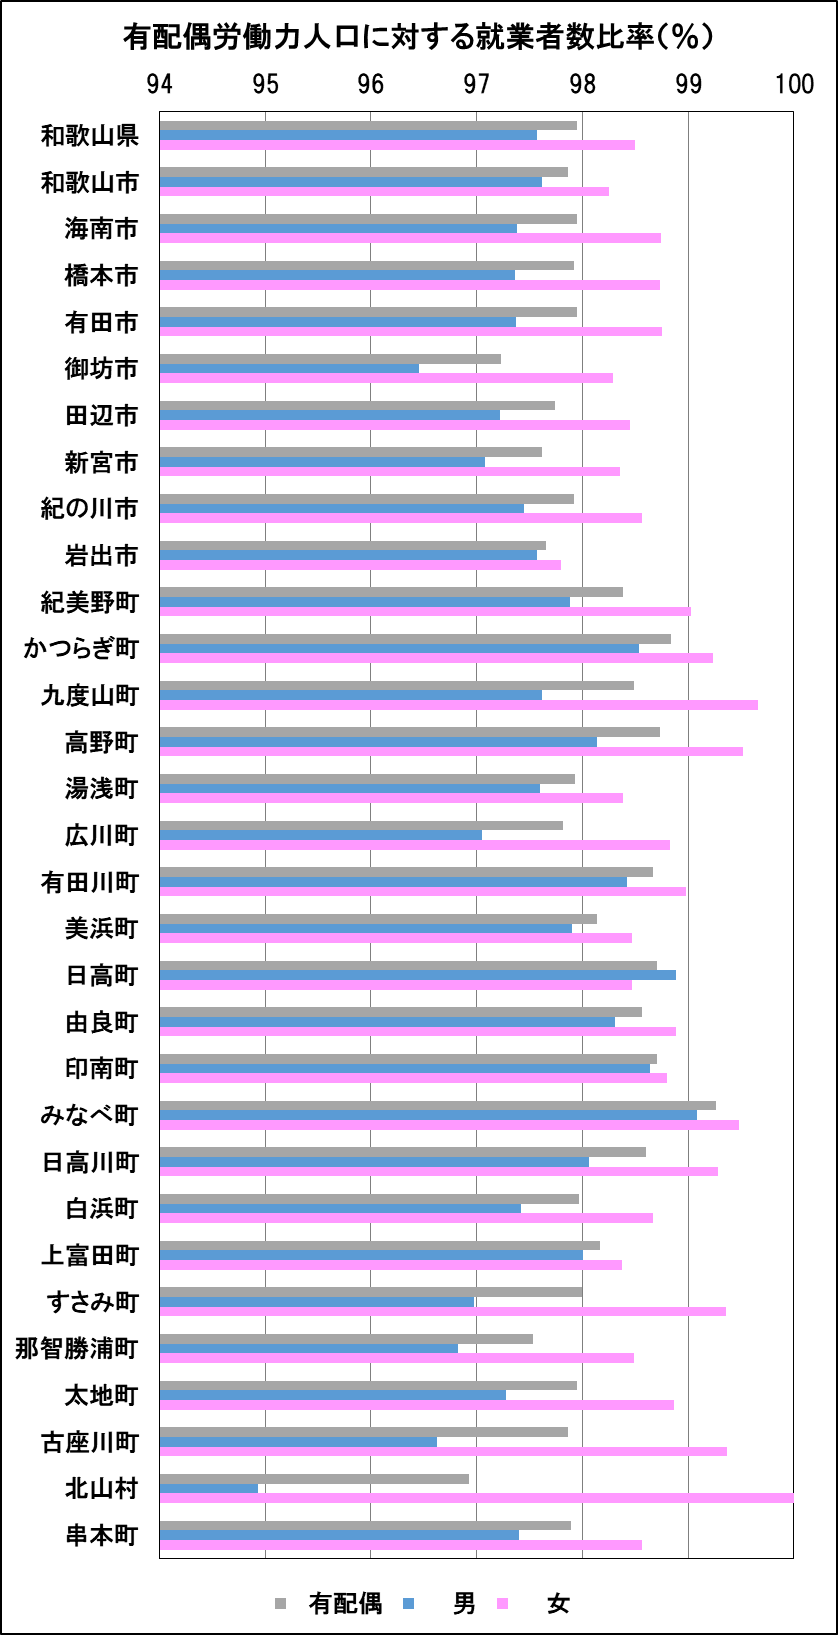 有配偶労働力人口に対する就業者数比率(%)
94 95 96 97 98 99 100
和歌山県
和歌山市
海南市
橋本市
有田市
御坊市
田辺市
新宮市
紀の川市
岩出市
紀美野町
かつらぎ町
九度山町
高野町
湯浅町
広川町
有田川町
美浜町
日高町
由良町
印南町
みなべ町
日高川町
白浜町
上富田町
すさみ町
那智勝浦町
太地町
古座川町
北山村
串本町
有配偶 男 女